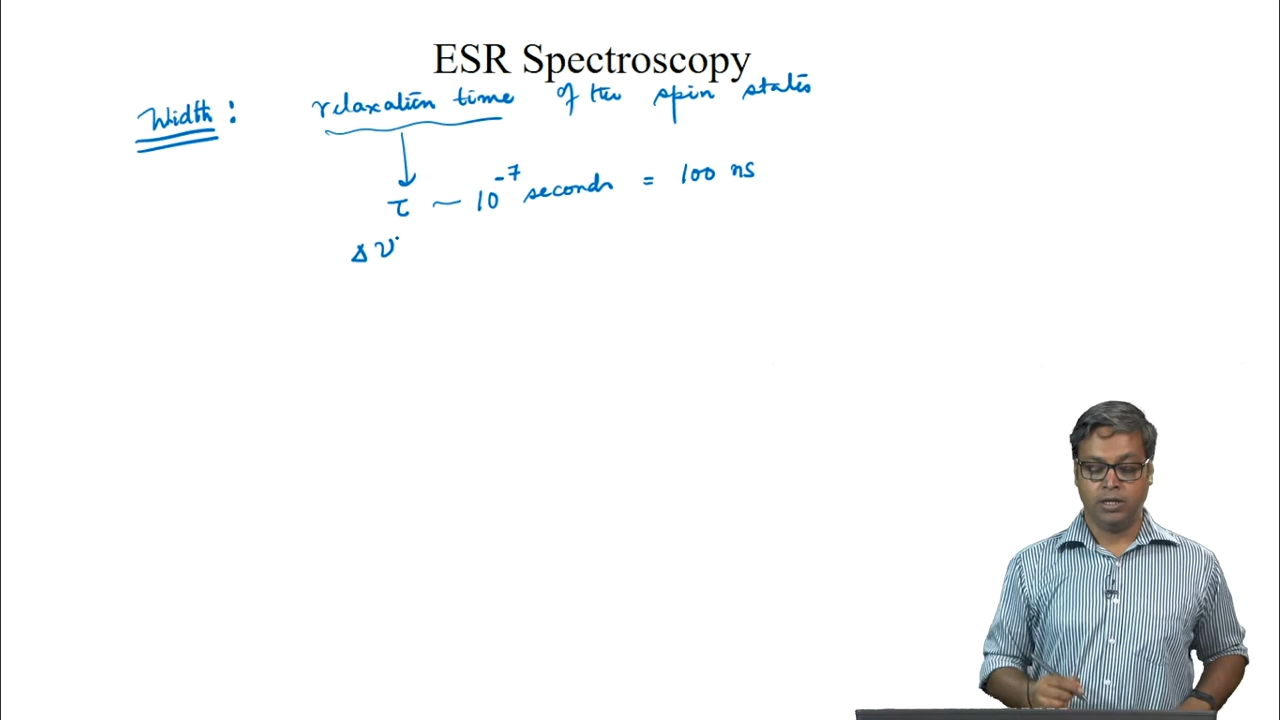 ESR Spectroscopy
Width : relaxation time of the spin states
τ ~ 10⁻⁷ seconds = 100 ns
Δν